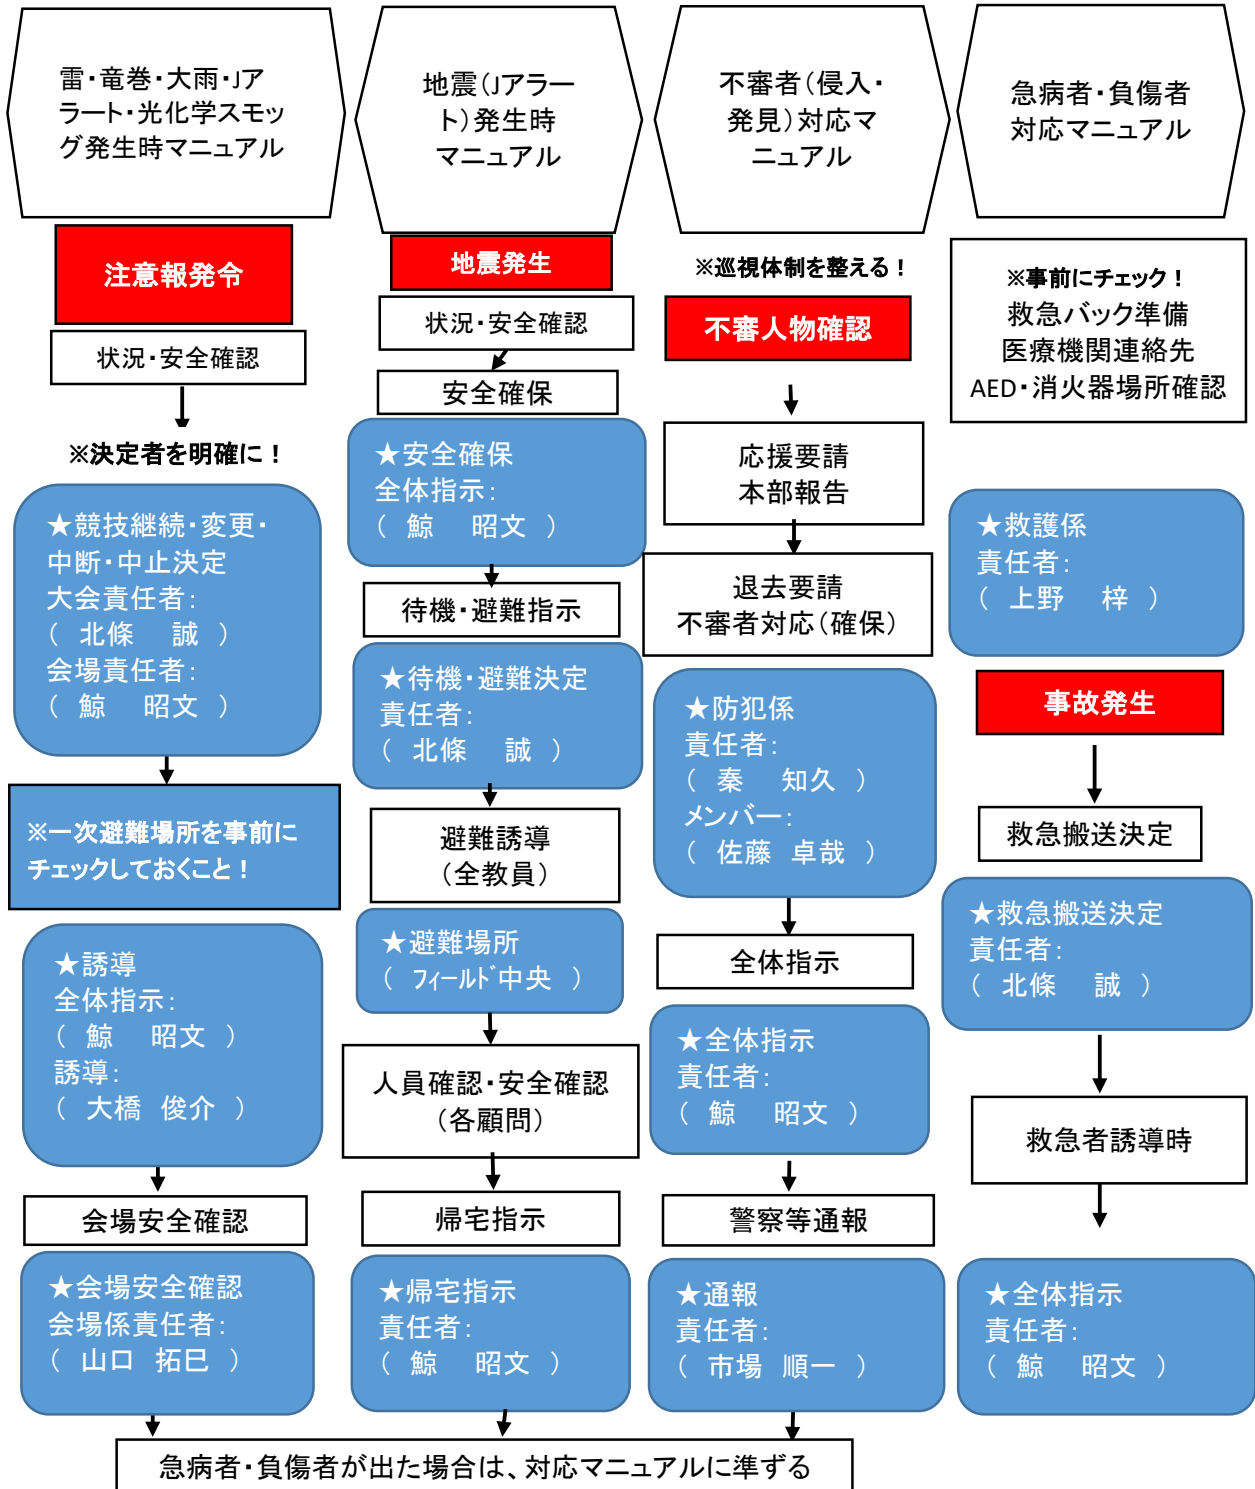 雷・竜巻・大雨・Jア
ラート・光化学スモッ
グ発生時マニュアル
注意報発令
状況・安全確認
※決定者を明確に！
★競技継続・変更・
中断・中止決定
大会責任者：
（ 北條　誠 ）
会場責任者：
（ 鯨　昭文 ）
※一次避難場所を事前に
チェックしておくこと！
★誘導
全体指示：
（ 鯨　昭文 ）
誘導：
（ 大橋 俊介 ）
会場安全確認
★会場安全確認
会場係責任者：
（ 山口 拓巳 ）
地震（Jアラー
ト）発生時
マニュアル
地震発生
状況・安全確認
安全確保
★安全確保
全体指示：
（ 鯨　昭文 ）
待機・避難指示
★待機・避難決定
責任者：
（ 北條　誠 ）
避難誘導
（全教員）
★避難場所
（ フィールド中央 ）
人員確認・安全確認
（各顧問）
帰宅指示
★帰宅指示
責任者：
（ 鯨　昭文 ）
不審者（侵入・
発見）対応マ
ニュアル
※巡視体制を整える！
不審人物確認
応援要請
本部報告
退去要請
不審者対応（確保）
★防犯係
責任者：
（ 秦　知久 ）
メンバー：
（ 佐藤 卓哉 ）
全体指示
★全体指示
責任者：
（ 鯨　昭文 ）
警察等通報
★通報
責任者：
（ 市場 順一 ）
急病者・負傷者
対応マニュアル
※事前にチェック！
救急バック準備
医療機関連絡先
AED・消火器場所確認
★救護係
責任者：
（ 上野　梓 ）
事故発生
救急搬送決定
★救急搬送決定
責任者：
（ 北條　誠 ）
救急者誘導時
★全体指示
責任者：
（ 鯨　昭文 ）
急病者・負傷者が出た場合は、対応マニュアルに準ずる